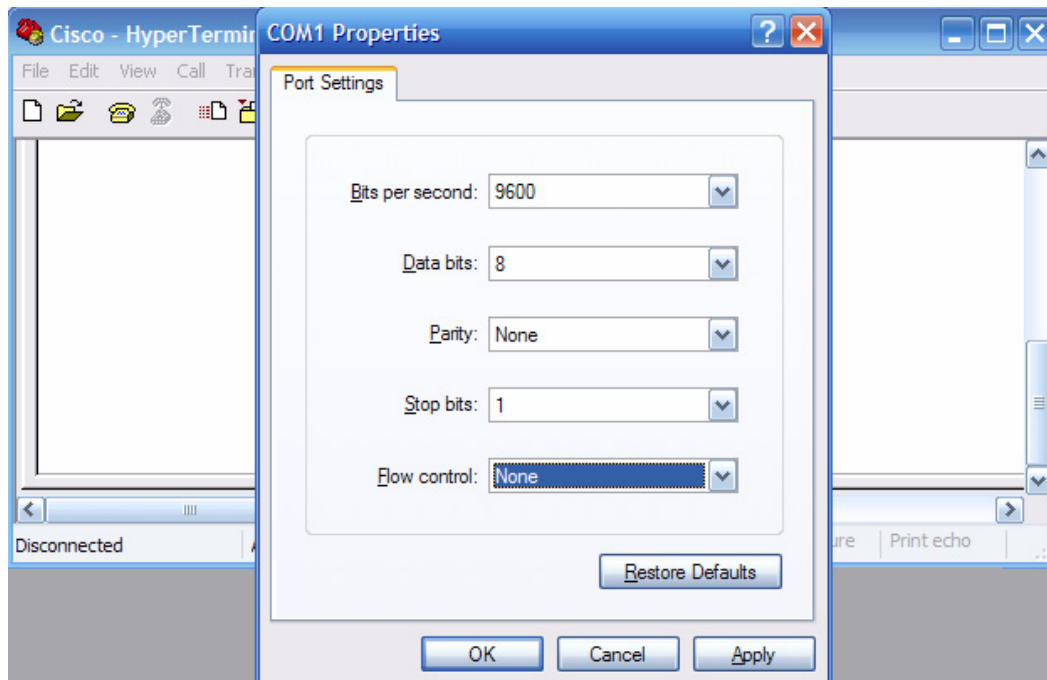 Cisco - HyperTermin
COM1 Properties
File Edit View Call Tra
Port Settings
Bits per second: 9600
Data bits: 8
Parity: None
Stop bits: 1
Flow control: None
Disconnected
ure
Print echo
Restore Defaults
OK
Cancel
Apply